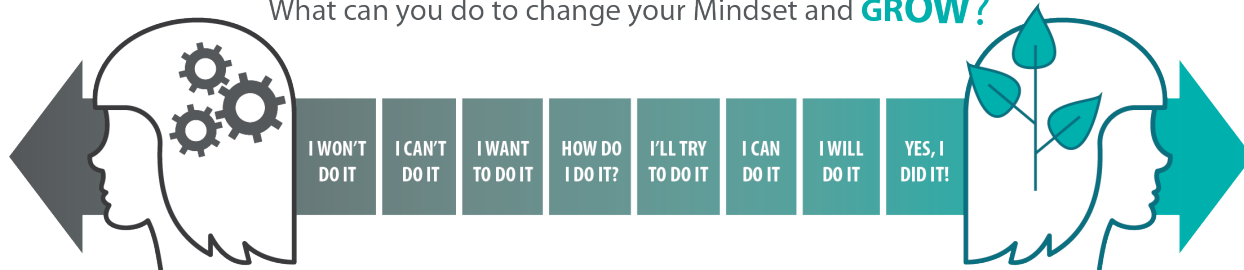 What can you do to change your Mindset and GROW?
I WON'T
DO IT
I CAN'T
DO IT
I WANT
TO DO IT
HOW DO
I DO IT?
I'LL TRY
TO DO IT
I CAN
DO IT
I WILL
DO IT
YES, I
DID IT!